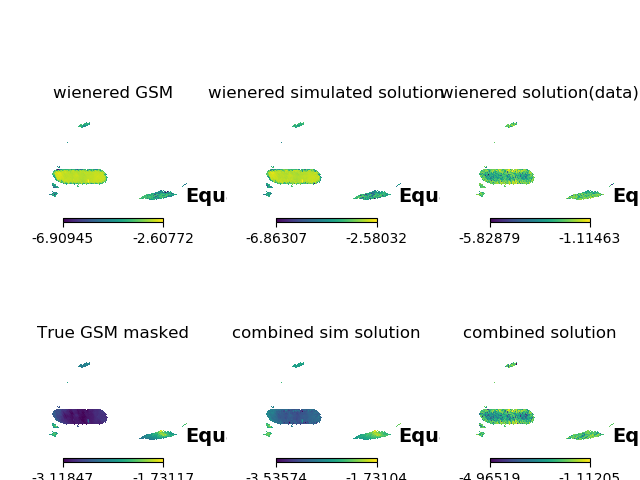 wienered GSM
wienered simulated solution
wienered solution(data)
Equ
Equ
Eq
-6.90945 -2.60772
-6.86307 -2.58032
-5.82879 -1.11463
True GSM masked
combined sim solution
combined solution
Equ
Equ
Eq
-3.11847 -1.73117
-3.53574 -1.73104
-4.96519 -1.11205